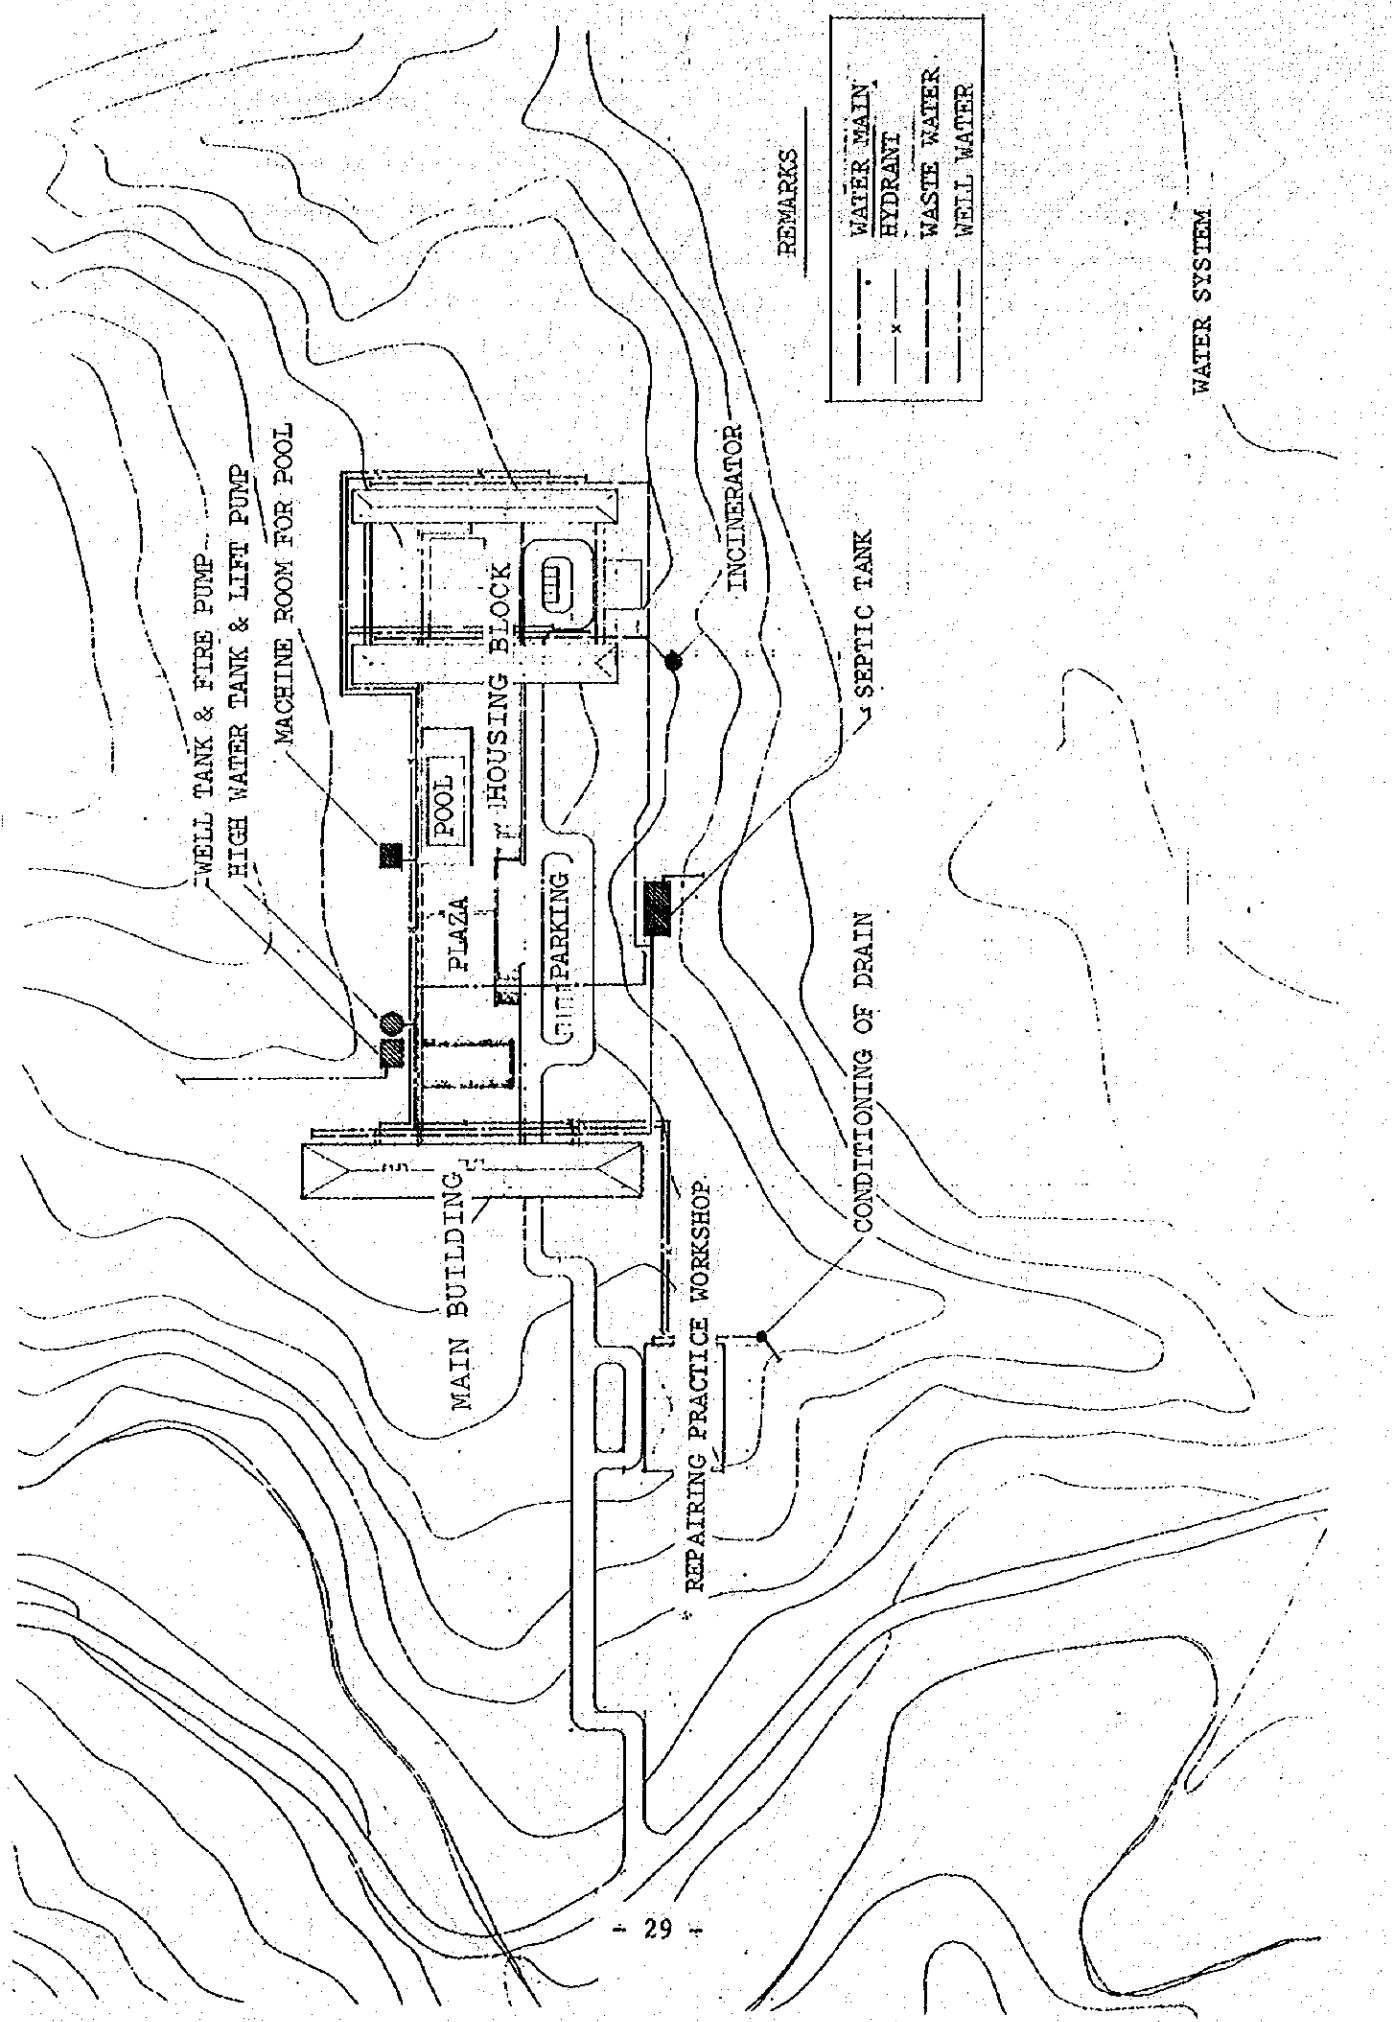 WELL TANK & FIRE PUMP
HIGH WATER TANK & LIFT PUMP
MACHINE ROOM FOR POOL
POOL
HOUSING BLOCK
PLAZA
PARKING
MAIN BUILDING
INCINERATOR
SEPTIC TANK
CONDITIONING OF DRAIN
REPAIRING PRACTICE WORKSHOP
REMARKS
WATER MAIN
HYDRANT
WASTE WATER
WELL WATER
WATER SYSTEM
- 29 -